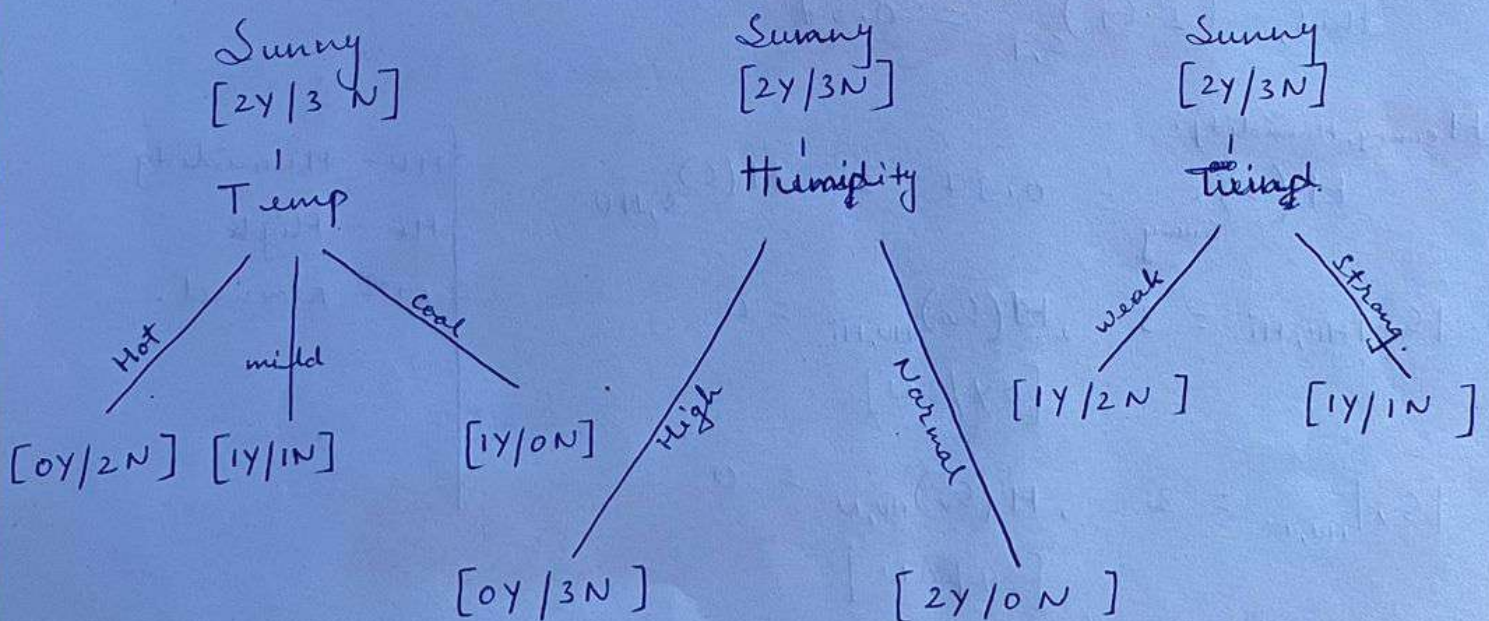 Sunny
[2Y/3N]
Temp
Hot
mild
Cool
[0Y/2N] [1Y/1N] [1Y/0N]
Sunny
[2Y/3N]
Humidity
High
Normal
[0Y/3N] [2Y/0N]
Sunny
[2Y/3N]
weak
Strong
[1Y/2N] [1Y/1N]